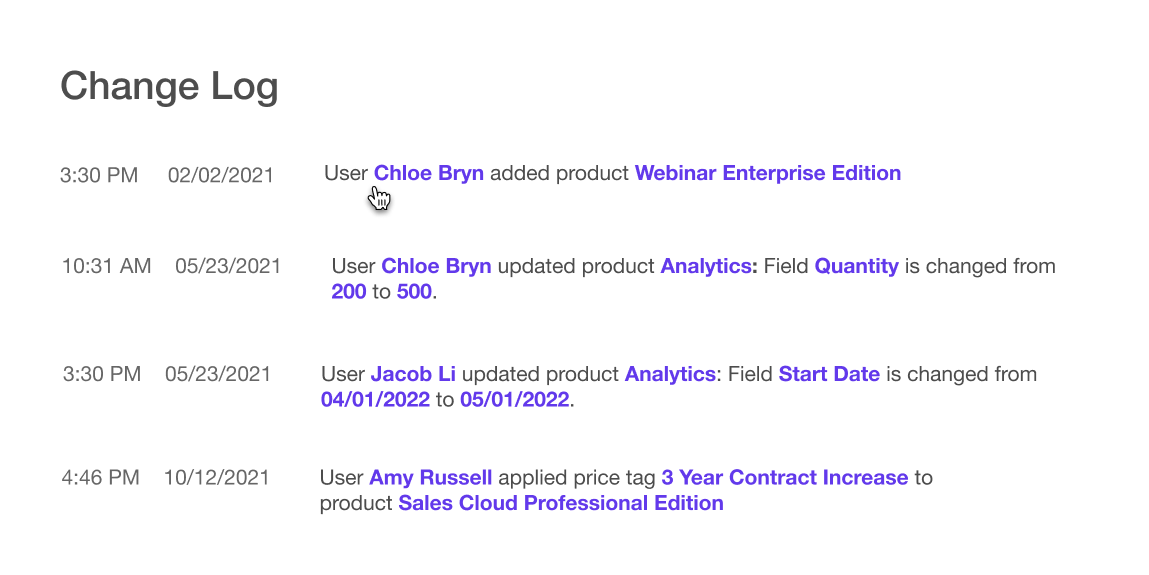 Change Log
3:30 PM 02/02/2021 User Chloe Bryn added product Webinar Enterprise Edition
10:31 AM 05/23/2021 User Chloe Bryn updated product Analytics: Field Quantity is changed from
200 to 500.
3:30 PM 05/23/2021 User Jacob Li updated product Analytics: Field Start Date is changed from
04/01/2022 to 05/01/2022.
4:46 PM 10/12/2021 User Amy Russell applied price tag 3 Year Contract Increase to
product Sales Cloud Professional Edition